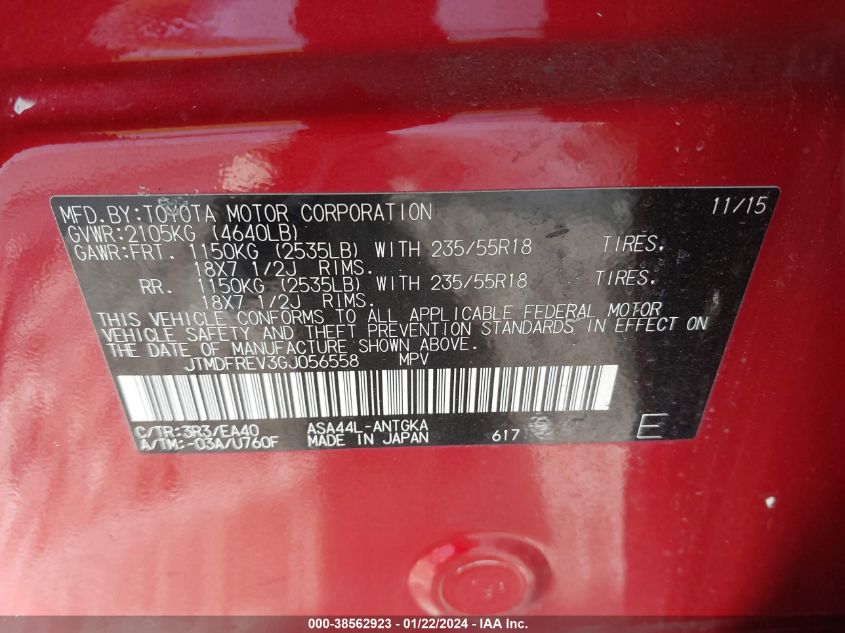 MFD.BY:TOYOTA MOTOR CORPORATION 11/15
GVWR:2105KG (4640LB)
GAWR:FRT. 1150KG (2535LB) WITH 235/55R18 TIRES.
18X7 1/2J RIMS.
RR. 1150KG (2535LB) WITH 235/55R18 TIRES.
18X7 1/2J RIMS.
THIS VEHICLE CONFORMS TO ALL APPLICABLE FEDERAL MOTOR
VEHICLE SAFETY AND THEFT PREVENTION STANDARDS IN EFFECT ON
THE DATE OF MANUFACTURE SHOWN ABOVE.
JTMDFREV3GJ056558 MPV
C/TR:3R3/EA40 ASA44L-ANTGKA
A/TM:-03A/U760F MADE IN JAPAN 617 E
000-38562923 - 01/22/2024 - IAAI - Copyright IAA, Inc.